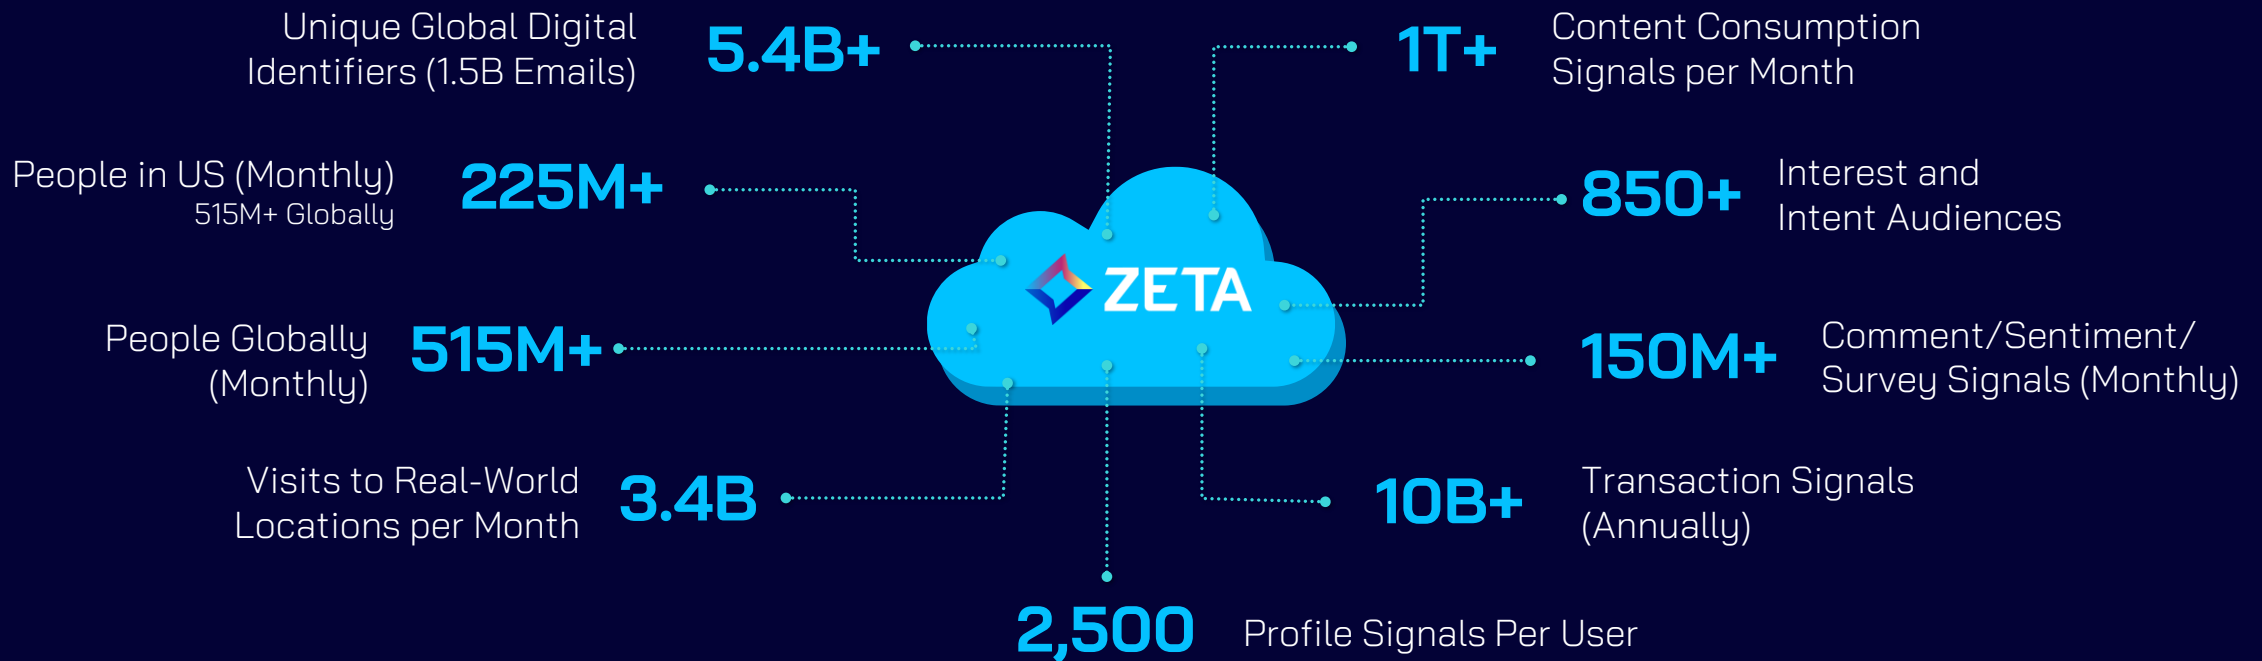 Unique Global Digital
Identifiers (1.5B Emails)
5.4B+
People in US (Monthly)
515M+ Globally
225M+
People Globally
(Monthly)
515M+
Visits to Real-World
Locations per Month
3.4B
ZETA
1T+
Content Consumption
Signals per Month
850+
Interest and
Intent Audiences
150M+
Comment/Sentiment/
Survey Signals (Monthly)
10B+
Transaction Signals
(Annually)
2,500
Profile Signals Per User